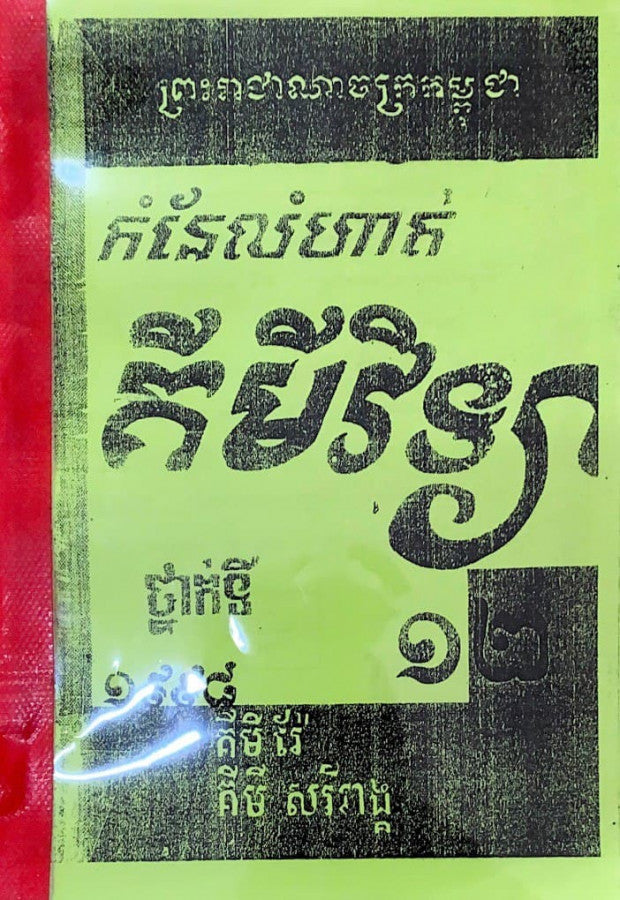 ព្រះរាជាណាចក្រកម្ពុជា
កំនែលំហាត់
គីមីវិទ្យា
ថ្នាក់ទី
១២
គីមី រ៉ែ
គីមី សរីរាង្គ